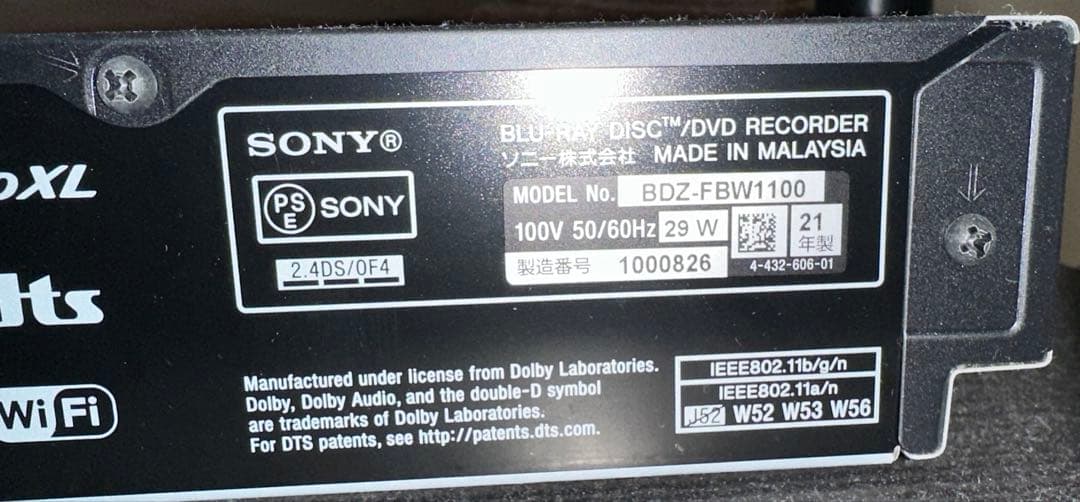 SONY®
BLU-RAY DISC™/DVD RECORDER
ソニー株式会社 MADE IN MALAYSIA
PS
E
SONY
MODEL No. BDZ-FBW1100
100V 50/60Hz 29 W
21
年製
製造番号 1000826
4-432-606-01
2.4DS/OF4
XL
dts
Wi Fi
Manufactured under license from Dolby Laboratories.
Dolby, Dolby Audio, and the double-D symbol
are trademarks of Dolby Laboratories.
For DTS patents, see http://patents.dts.com.
IEEE802.11b/g/n
IEEE802.11a/n
J52 W52 W53 W56